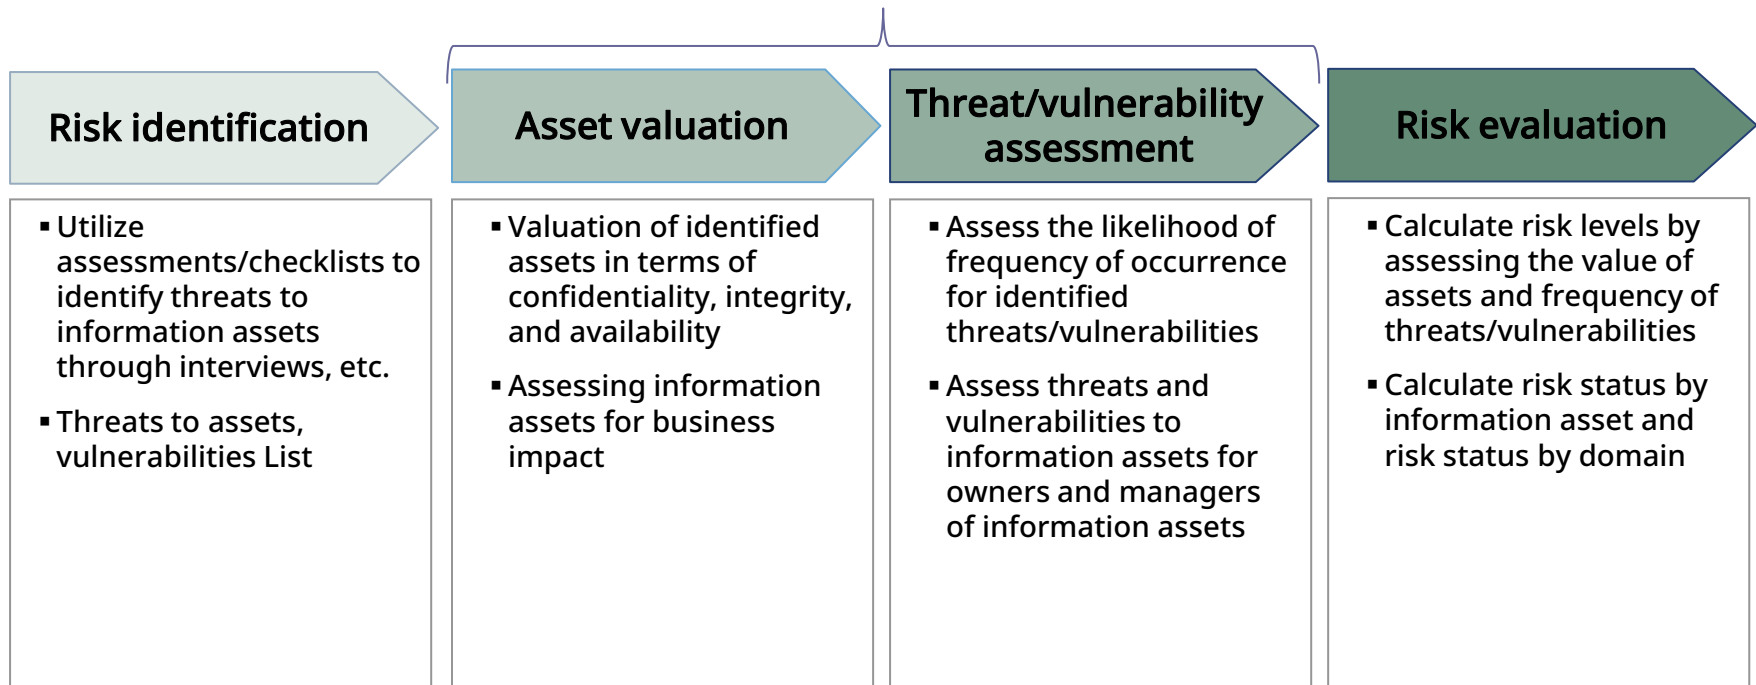 Risk identification
Asset valuation
Threat/vulnerability
assessment
Risk evaluation
▪ Utilize
assessments/checklists to
identify threats to
information assets
through interviews, etc.
▪ Threats to assets,
vulnerabilities List
▪ Valuation of identified
assets in terms of
confidentiality, integrity,
and availability
▪ Assessing information
assets for business
impact
▪ Assess the likelihood of
frequency of occurrence
for identified
threats/vulnerabilities
▪ Assess threats and
vulnerabilities to
information assets for
owners and managers
of information assets
▪ Calculate risk levels by
assessing the value of
assets and frequency of
threats/vulnerabilities
▪ Calculate risk status by
information asset and
risk status by domain